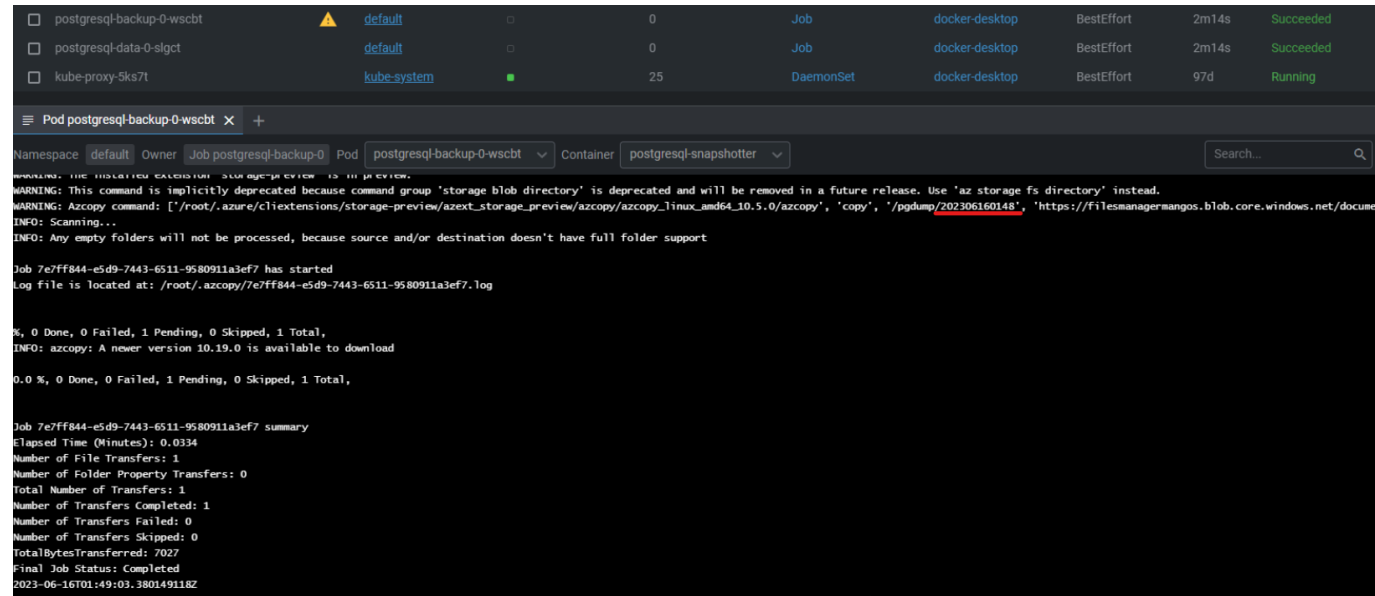 postgresql-backup-0-wscbt default 0 Job docker-desktop BestEffort 2m14s Succeeded
postgresql-data-0-slgct default 0 Job docker-desktop BestEffort 2m14s Succeeded
kube-proxy-5ks7t kube-system 25 DaemonSet docker-desktop BestEffort 97d Running
Pod postgresql-backup-0-wscbt
Namespace default Owner Job postgresql-backup-0 Pod postgresql-backup-0-wscbt Container postgresql-snapshotter Search...
WARNING: The installed extension 'storage-preview' is in preview.
WARNING: This command is implicitly deprecated because command group 'storage blob directory' is deprecated and will be removed in a future release. Use 'az storage fs directory' instead.
WARNING: Azcopy command: ['/root/.azure/cliextensions/storage-preview/azext_storage_preview/azcopy/azcopy_linux_amd64_10.5.0/azcopy', 'copy', '/pgdump/202306160148', 'https://filesmanagermangos.blob.core.windows.net/docume
INFO: Scanning...
INFO: Any empty folders will not be processed, because source and/or destination doesn't have full folder support
Job 7e7ff844-e5d9-7443-6511-9580911a3ef7 has started
Log file is located at: /root/.azcopy/7e7ff844-e5d9-7443-6511-9580911a3ef7.log
%, 0 Done, 0 Failed, 1 Pending, 0 Skipped, 1 Total,
INFO: azcopy: A newer version 10.19.0 is available to download
0.0 %, 0 Done, 0 Failed, 1 Pending, 0 Skipped, 1 Total,
Job 7e7ff844-e5d9-7443-6511-9580911a3ef7 summary
Elapsed Time (Minutes): 0.0334
Number of File Transfers: 1
Number of Folder Property Transfers: 0
Total Number of Transfers: 1
Number of Transfers Completed: 1
Number of Transfers Failed: 0
Number of Transfers Skipped: 0
TotalBytesTransferred: 7027
Final Job Status: Completed
2023-06-16T01:49:03.380149118Z